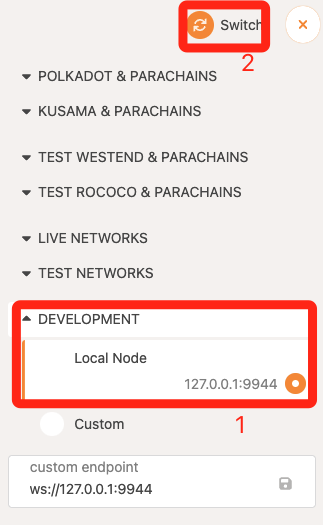 Switch
2
POLKADOT & PARACHAINS
KUSAMA & PARACHAINS
TEST WESTEND & PARACHAINS
TEST ROCOCO & PARACHAINS
LIVE NETWORKS
TEST NETWORKS
DEVELOPMENT
Local Node
127.0.0.1:9944
Custom
1
custom endpoint
ws://127.0.0.1:9944